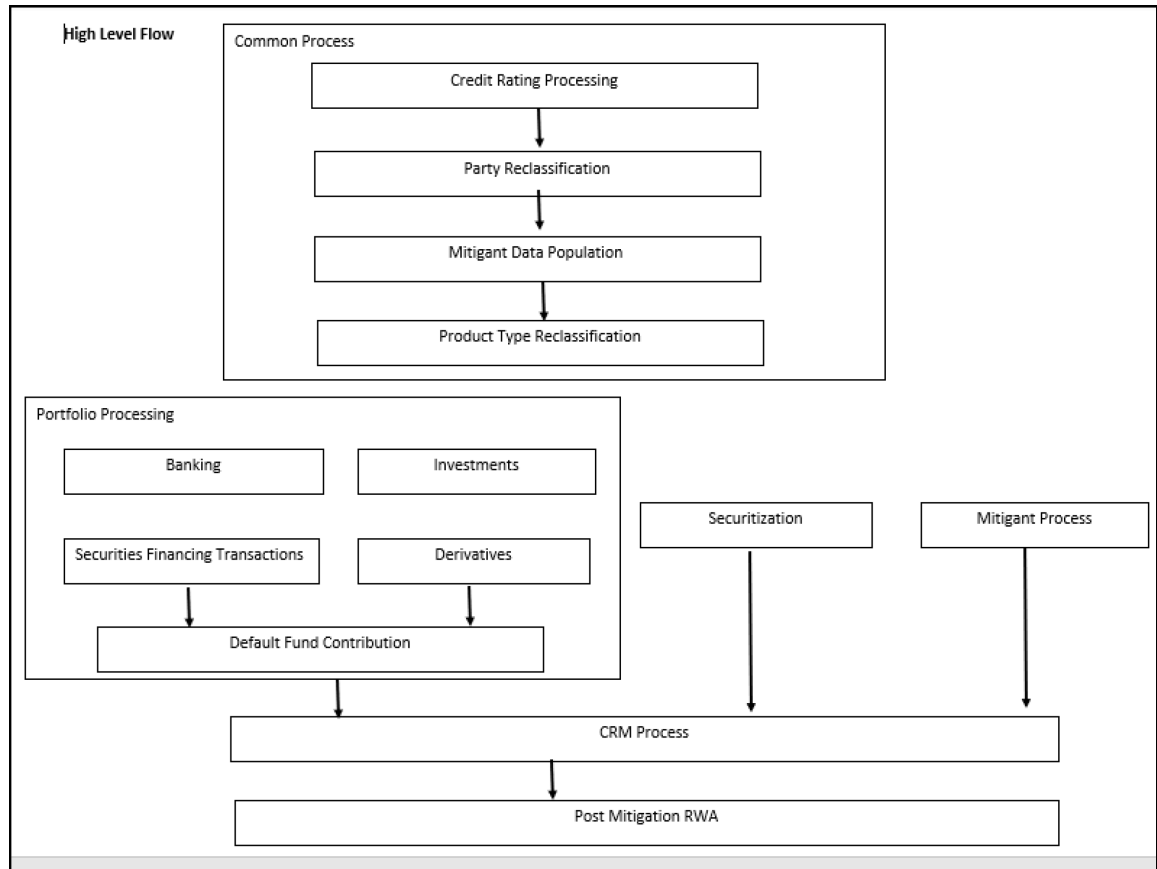 High Level Flow
Common Process
Credit Rating Processing
Party Reclassification
Mitigant Data Population
Product Type Reclassification
Portfolio Processing
Banking
Investments
Securitization
Mitigant Process
Securities Financing Transactions
Derivatives
Default Fund Contribution
CRM Process
Post Mitigation RWA